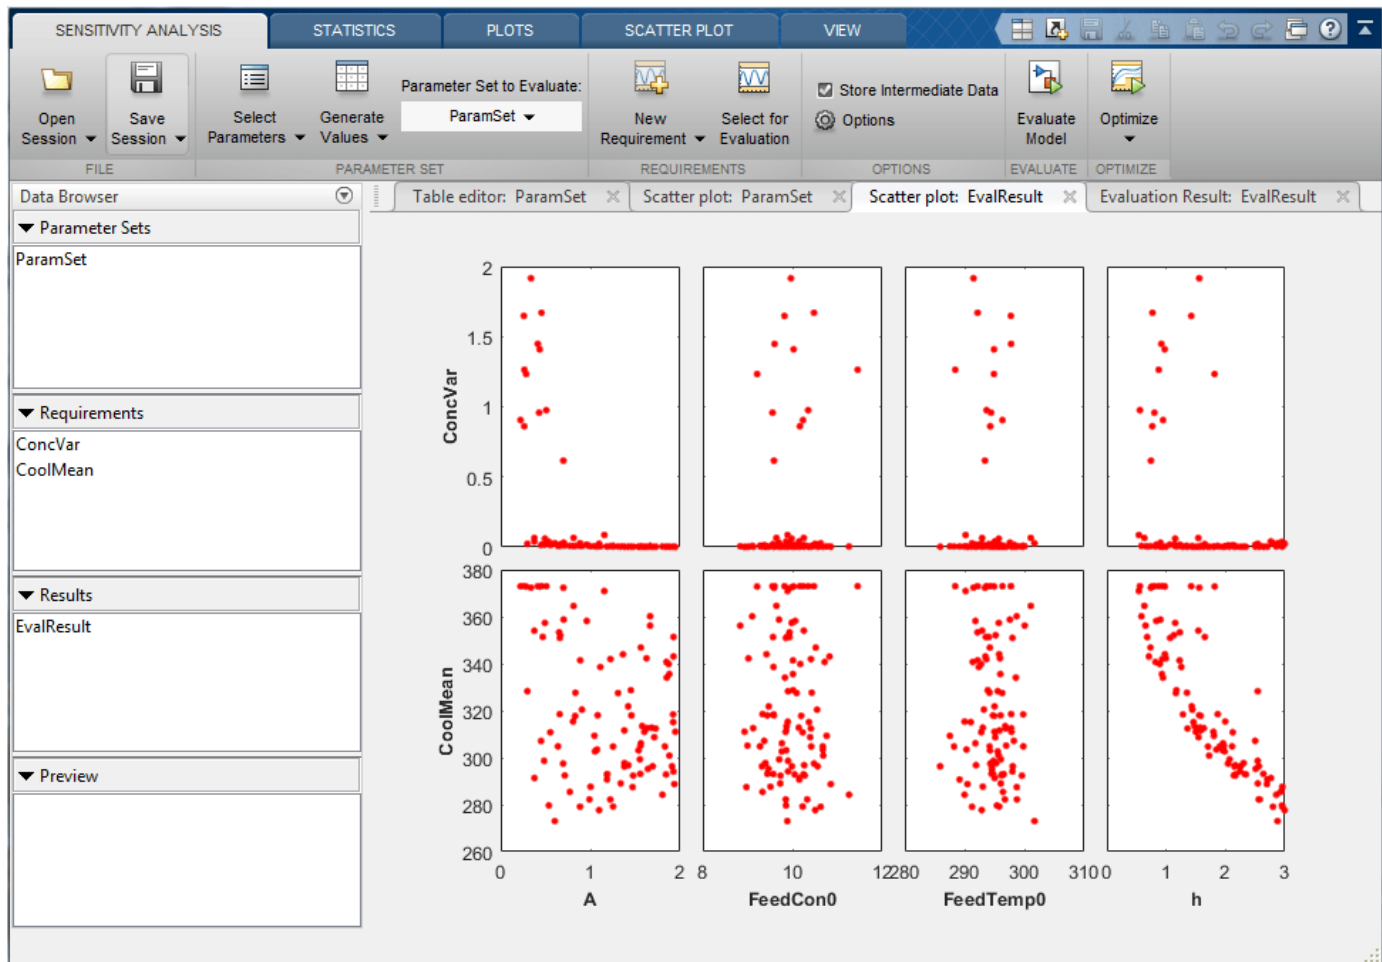 SENSITIVITY ANALYSIS STATISTICS PLOTS SCATTER PLOT VIEW
Open Session
Save Session
Select Parameters
Generate Values
Parameter Set to Evaluate:
ParamSet
New Requirement
Select for Evaluation
Store Intermediate Data
Options
Evaluate Model
Optimize
FILE PARAMETER SET REQUIREMENTS OPTIONS EVALUATE OPTIMIZE
Data Browser
Table editor: ParamSet Scatter plot: ParamSet Scatter plot: EvalResult Evaluation Result: EvalResult
Parameter Sets
ParamSet
Requirements
ConcVar
CoolMean
Results
EvalResult
Preview
ConcVar
2
1.5
1
0.5
0
CoolMean
380
360
340
320
300
280
260
0 1 2 8 10 12 280 290 300 310 0 1 2 3
A FeedCon0 FeedTemp0 h